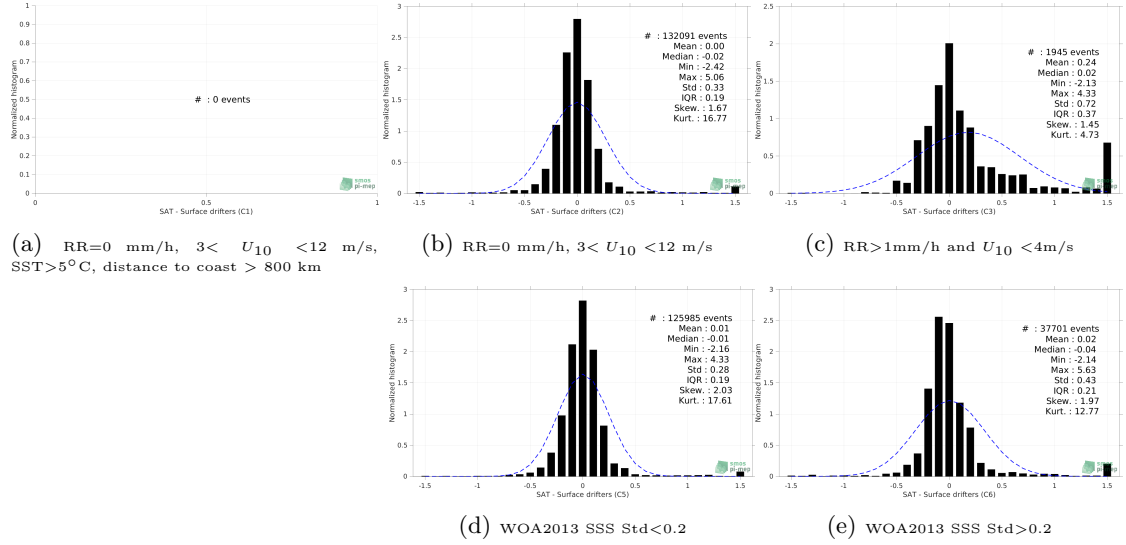 1
0.9
0.8
0.7
0.6
0.5
0.4
0.3
0.2
0.1
0
Normalized histogram
# : 0 events
smos
pi-mep
0 0.5 1
SAT - Surface drifters (C1)
(a) RR=0 mm/h, 3< U10 <12 m/s,
SST>5°C, distance to coast > 800 km
3
2.5
2
1.5
1
0.5
0
Normalized histogram
# : 132091 events
Mean : 0.00
Median : -0.02
Min : -2.42
Max : 5.06
Std : 0.33
IQR : 0.19
Skew. : 1.67
Kurt. : 16.77
smos
pi-mep
-1.5 -1 -0.5 0 0.5 1 1.5
SAT - Surface drifters (C2)
(b) RR=0 mm/h, 3< U10 <12 m/s
2.5
2
1.5
1
0.5
0
Normalized histogram
# : 1945 events
Mean : 0.24
Median : 0.02
Min : -2.13
Max : 4.33
Std : 0.72
IQR : 0.37
Skew. : 1.45
Kurt. : 4.73
smos
pi-mep
-1.5 -1 -0.5 0 0.5 1 1.5
SAT - Surface drifters (C3)
(c) RR>1mm/h and U10 <4m/s
3
2.5
2
1.5
1
0.5
0
Normalized histogram
# : 125985 events
Mean : 0.01
Median : -0.01
Min : -2.16
Max : 4.33
Std : 0.28
IQR : 0.19
Skew. : 2.03
Kurt. : 17.61
smos
pi-mep
-1.5 -1 -0.5 0 0.5 1 1.5
SAT - Surface drifters (C5)
(d) WOA2013 SSS Std<0.2
3
2.5
2
1.5
1
0.5
0
Normalized histogram
# : 37701 events
Mean : 0.02
Median : -0.04
Min : -2.14
Max : 5.63
Std : 0.43
IQR : 0.21
Skew. : 1.97
Kurt. : 12.77
smos
pi-mep
-1.5 -1 -0.5 0 0.5 1 1.5
SAT - Surface drifters (C6)
(e) WOA2013 SSS Std>0.2